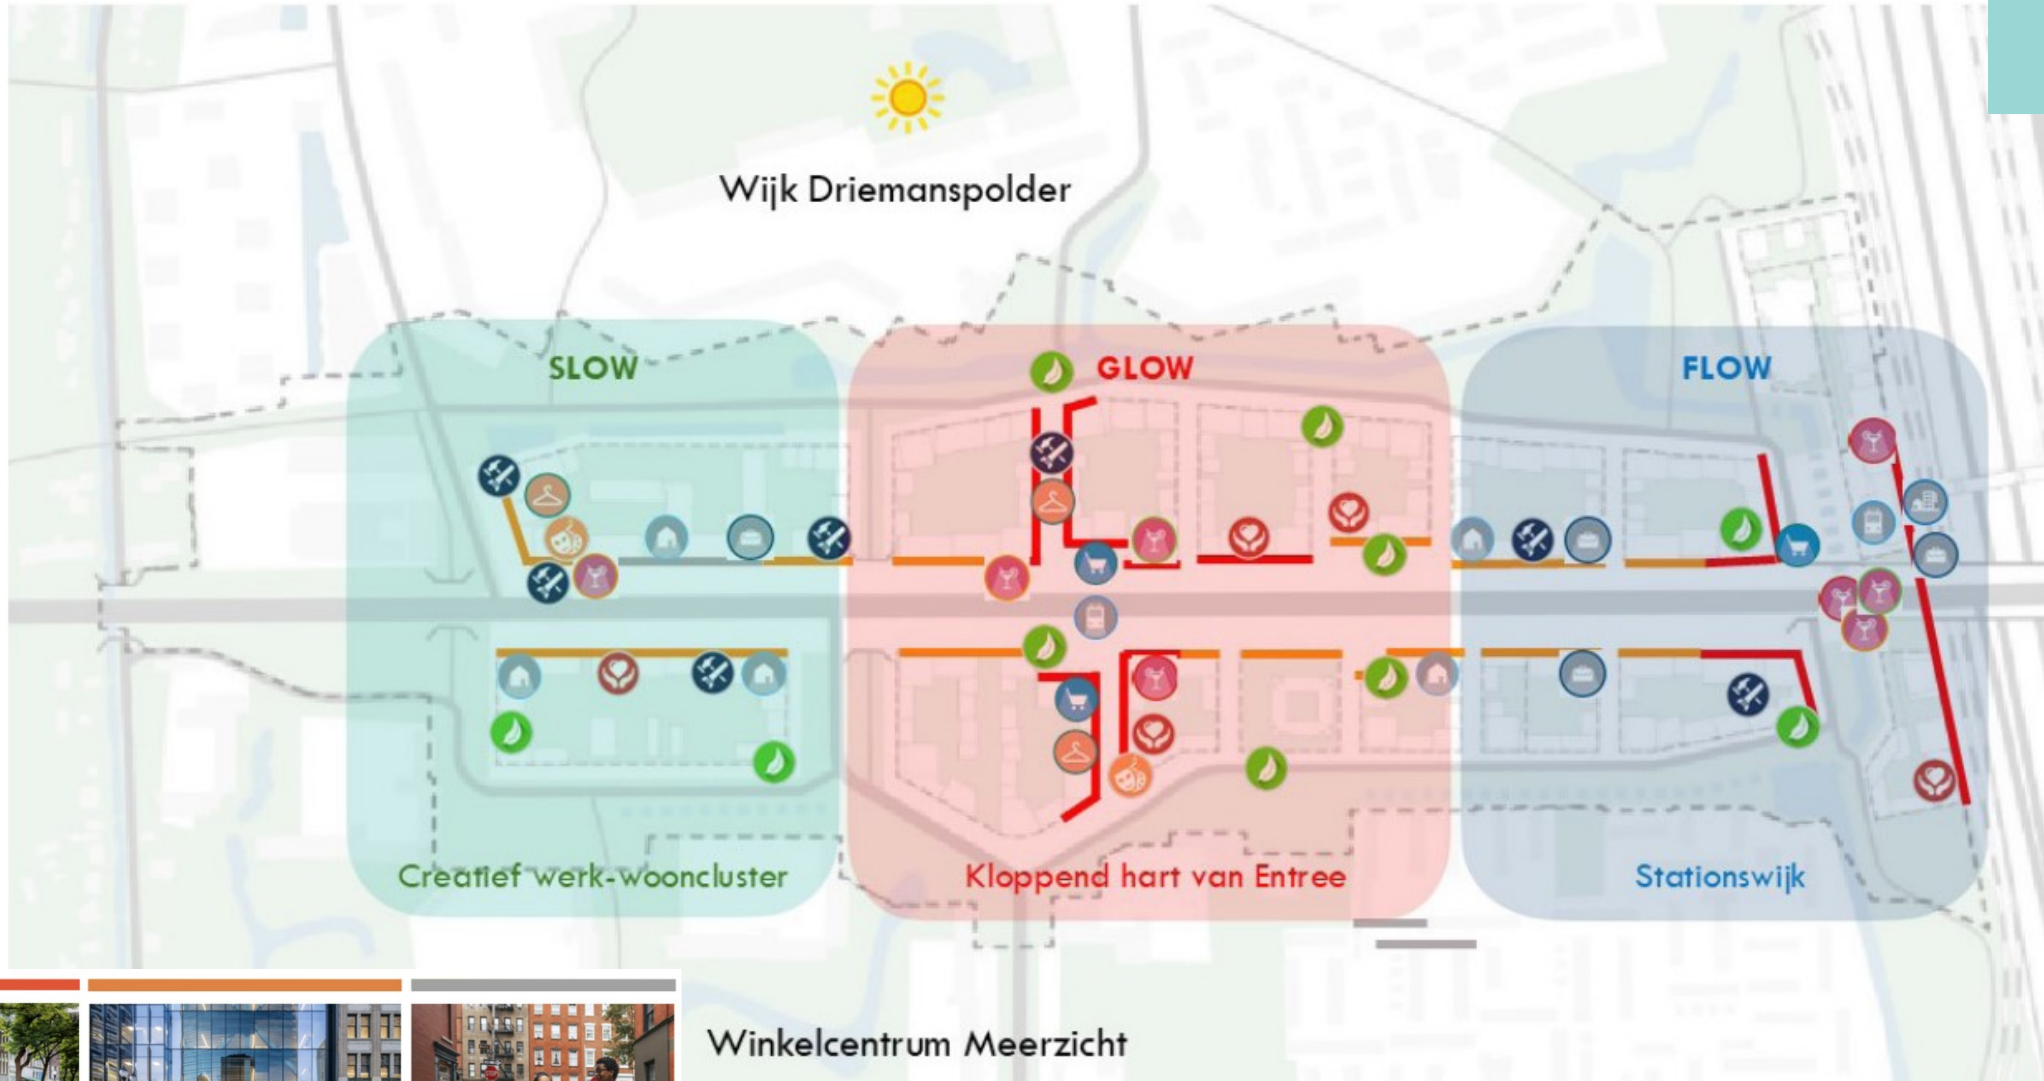 Wijk Driemanspolder
SLOW
GLOW
FLOW
Creatief werk-wooncluster
Kloppend hart van Entree
Stationswijk
Winkelcentrum Meerzicht